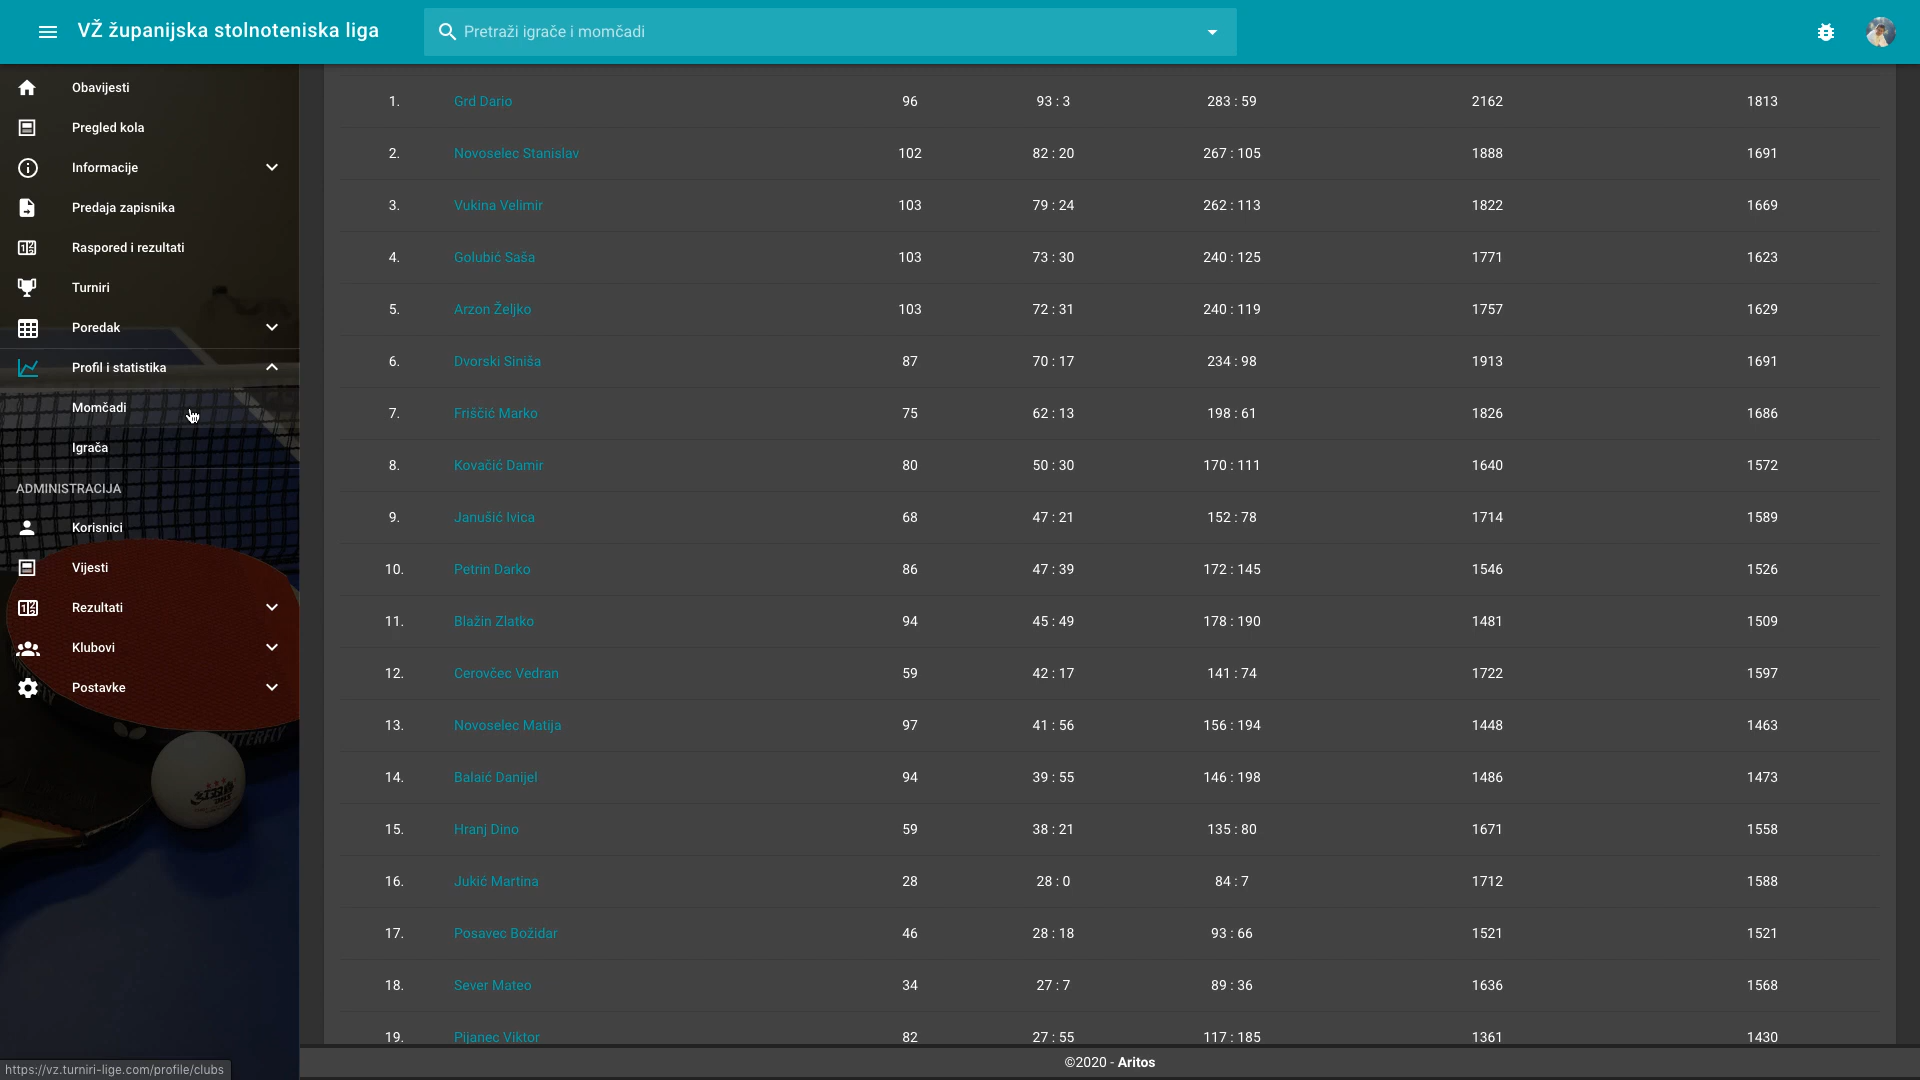 VŽ županijska stolnoteniska liga
Pretraži igrače i momčadi
Obavijesti
Pregled kola
Informacije
Predaja zapisnika
Raspored i rezultati
Turniri
Poredak
Profil i statistika
Momčadi
Igrača
ADMINISTRACIJA
Korisnici
Vijesti
Rezultati
Klubovi
Postavke
BUTTERFLY
1. Grd Dario 96 93 : 3 283 : 59 2162 1813
2. Novoselec Stanislav 102 82 : 20 267 : 105 1888 1691
3. Vukina Velimir 103 79 : 24 262 : 113 1822 1669
4. Golubić Saša 103 73 : 30 240 : 125 1771 1623
5. Arzon Željko 103 72 : 31 240 : 119 1757 1629
6. Dvorski Siniša 87 70 : 17 234 : 98 1913 1691
7. Friščić Marko 75 62 : 13 198 : 61 1826 1686
8. Kovačić Damir 80 50 : 30 170 : 111 1640 1572
9. Janušić Ivica 68 47 : 21 152 : 78 1714 1589
10. Petrin Darko 86 47 : 39 172 : 145 1546 1526
11. Blažin Zlatko 94 45 : 49 178 : 190 1481 1509
12. Cerovčec Vedran 59 42 : 17 141 : 74 1722 1597
13. Novoselec Matija 97 41 : 56 156 : 194 1448 1463
14. Balaić Danijel 94 39 : 55 146 : 198 1486 1473
15. Hranj Dino 59 38 : 21 135 : 80 1671 1558
16. Jukić Martina 28 28 : 0 84 : 7 1712 1588
17. Posavec Božidar 46 28 : 18 93 : 66 1521 1521
18. Sever Mateo 34 27 : 7 89 : 36 1636 1568
19. Pijanec Viktor 82 27 : 55 117 : 185 1361 1430
©2020 - Aritos
https://vz.turniri-lige.com/profile/clubs